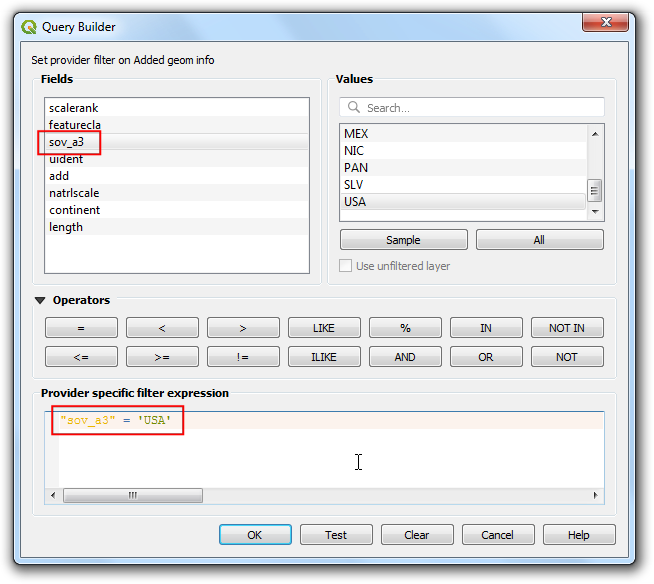 Query Builder
Set provider filter on Added geom info
Fields
scalerank
featurecla
sov_a3
uident
add
natrlscale
continent
length
Values
Search...
MEX
NIC
PAN
SLV
USA
Sample All
Use unfiltered layer
Operators
= < > LIKE % IN NOT IN
<= >= != ILIKE AND OR NOT
Provider specific filter expression
"sov_a3" = 'USA'
OK Test Clear Cancel Help